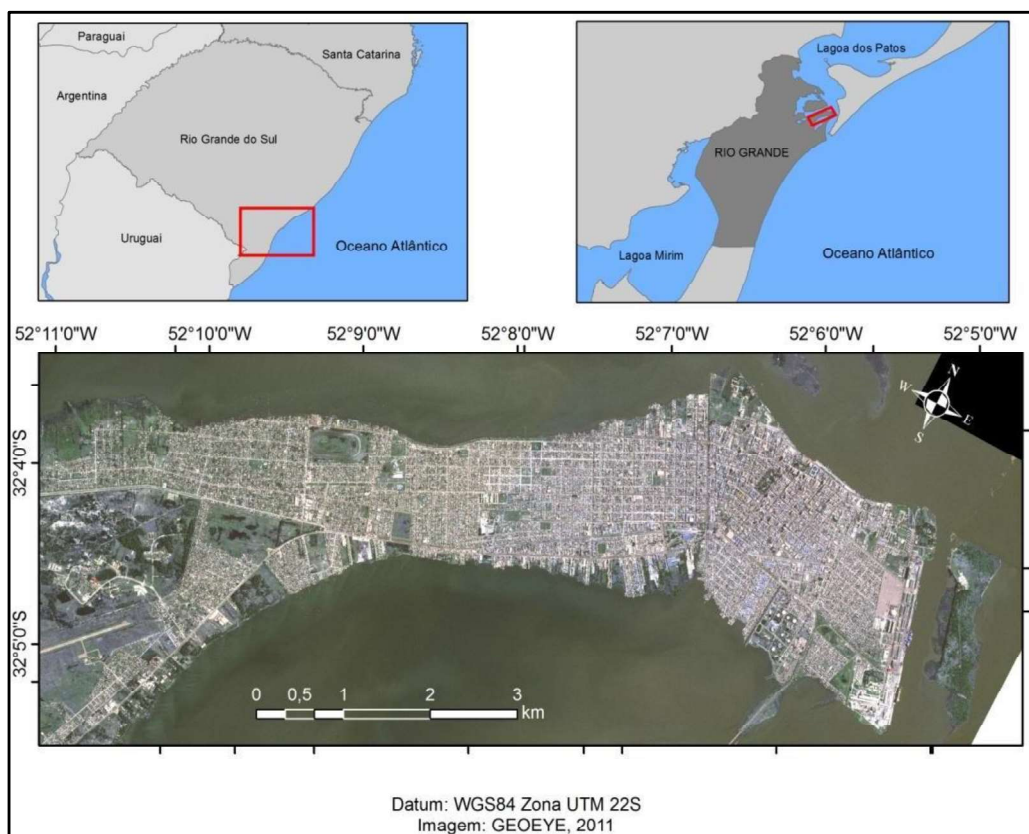 Paraguai
Santa Catarina
Argentina
Rio Grande do Sul
Uruguai
Oceano Atlântico
Lagoa dos Patos
RIO GRANDE
Lagoa Mirim
Oceano Atlântico
52°11'0"W 52°10'0"W 52°9'0"W 52°8'0"W 52°7'0"W 52°6'0"W 52°5'0"W
N
W
E
S
32°4'0"S
32°5'0"S
0 0,5 1 2 3
km
Datum: WGS84 Zona UTM 22S
Imagem: GEOEYE, 2011